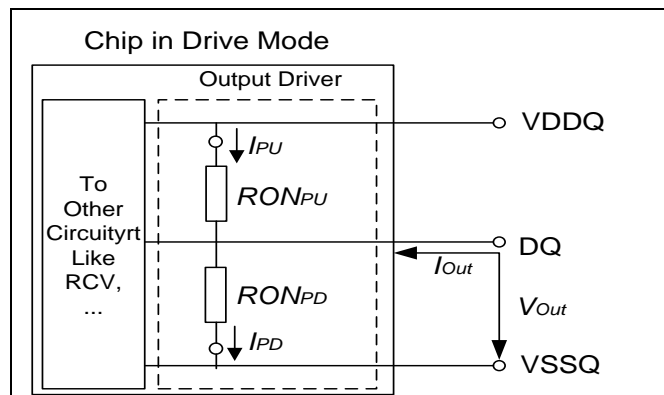 Chip in Drive Mode
Output Driver
To
Other
Circuityrt
Like
RCV,
...
IPU
RONPU
RONPD
IPD
VDDQ
DQ
IOut
VOut
VSSQ